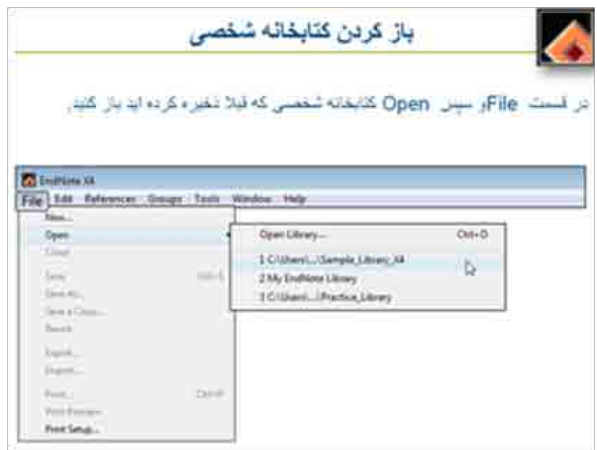 باز کردن کتابخانه شخصی
در قسمت File و سپس Open کتابخانه شخصی که قبلا ذخیره کرده اید باز کنید.
EndNote X4
File Edit References Groups Tools Window Help
New...
Open
Open Library... Ctrl+O
1 C:\Users\...\Sample_Library_X4
2 My EndNote Library
3 C:\Users\...\Practice_Library
Close
Save Ctrl+S
Save As...
Save a Copy...
Revert
Export...
Import...
Print... Ctrl+P
Print Preview
Print Setup...